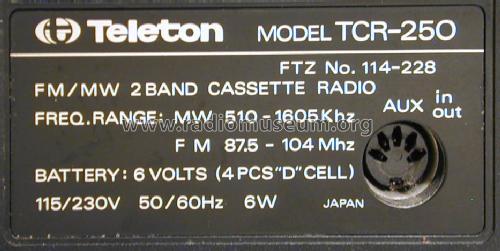 Teleton MODEL TCR-250
FTZ No. 114-228
FM/MW 2 BAND CASSETTE RADIO
FREQ. RANGE: MW 510-1605Khz
FM 87.5-104Mhz
AUX in out
BATTERY: 6 VOLTS (4 PCS"D"CELL)
115/230V 50/60Hz 6W JAPAN
www.radiomuseum.org